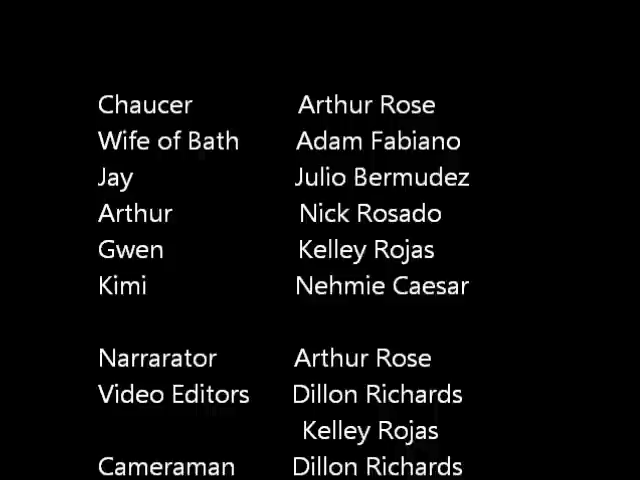 Chaucer Arthur Rose
Wife of Bath Adam Fabiano
Jay Julio Bermudez
Arthur Nick Rosado
Gwen Kelley Rojas
Kimi Nehmie Caesar
Narrarator Arthur Rose
Video Editors Dillon Richards
Kelley Rojas
Cameraman Dillon Richards